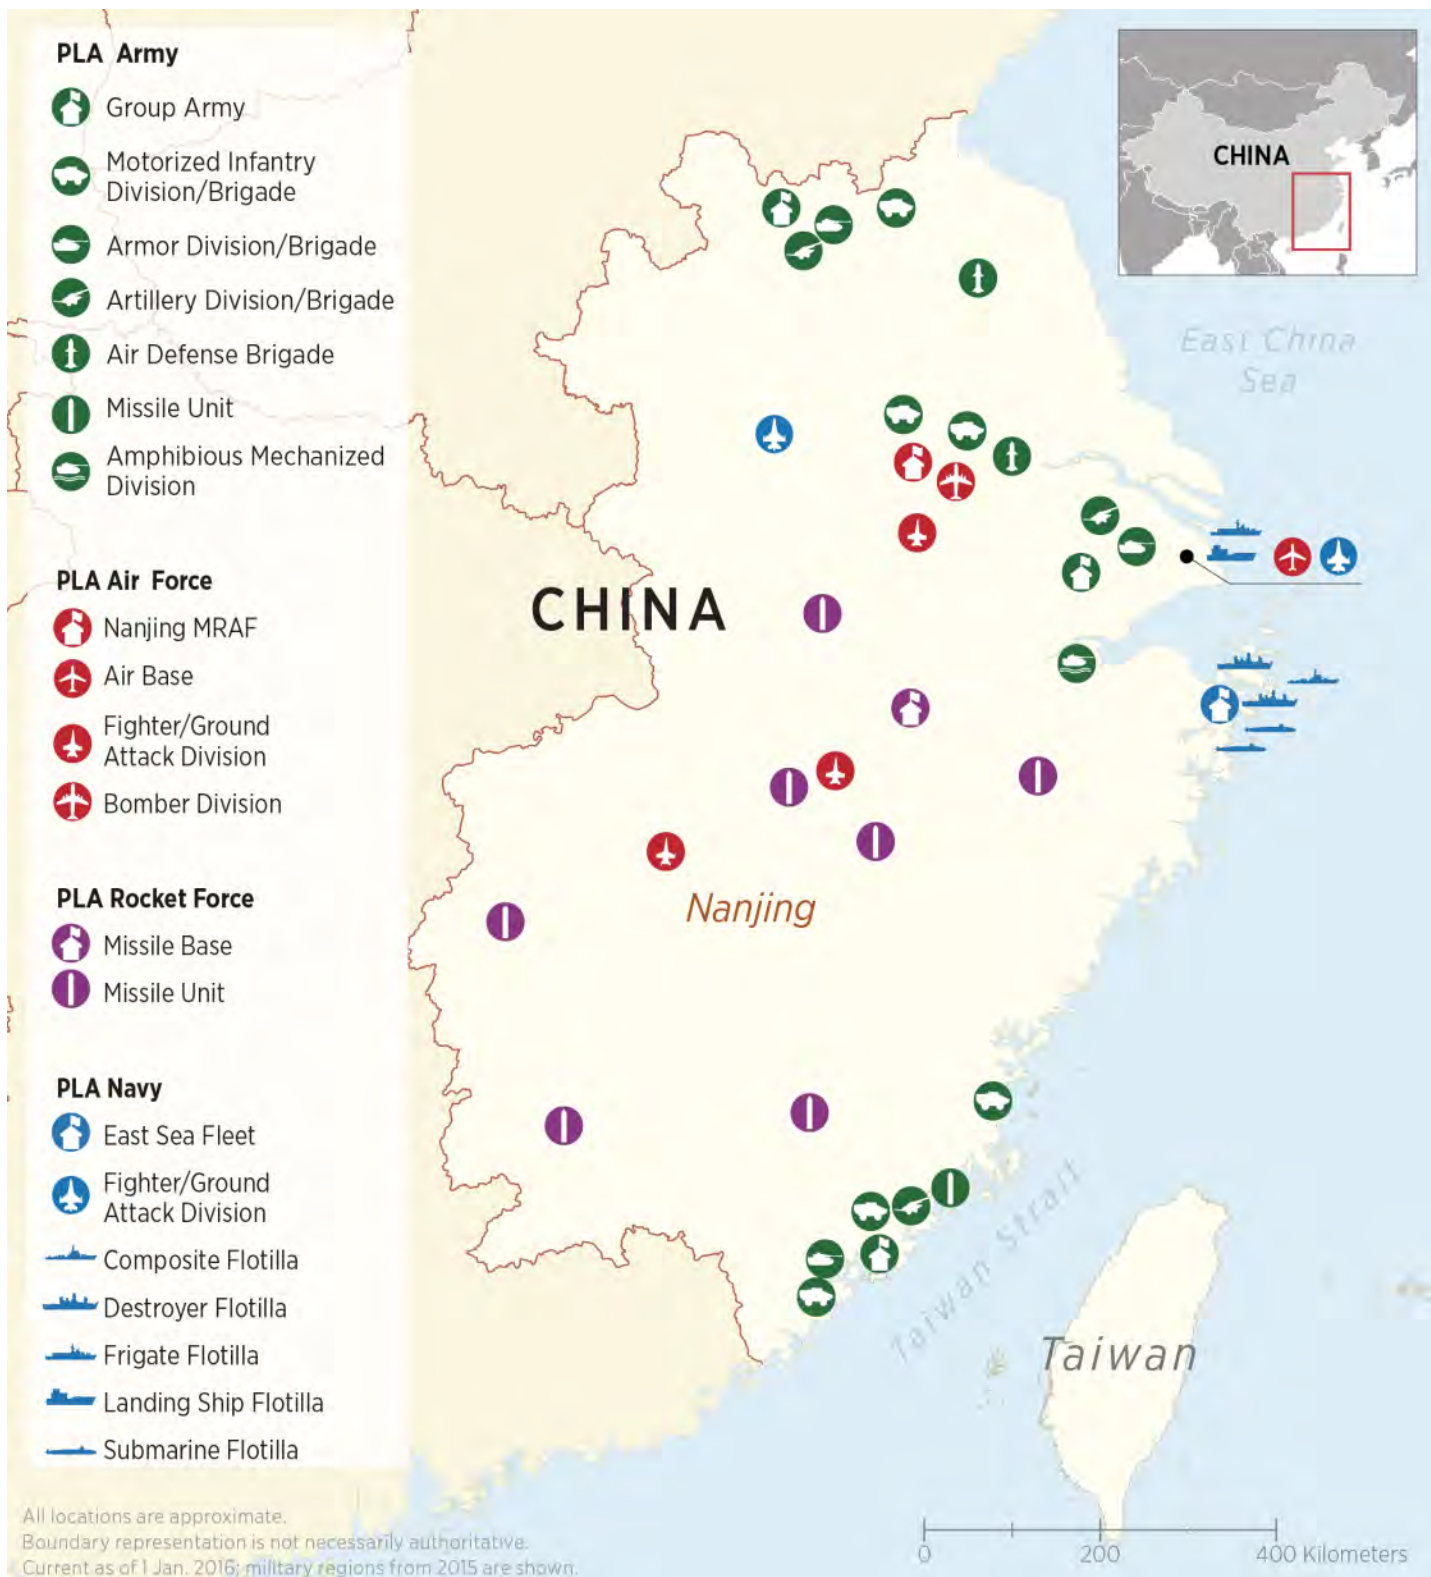 PLA Army
Group Army
Motorized Infantry
Division/Brigade
Armor Division/Brigade
Artillery Division/Brigade
Air Defense Brigade
Missile Unit
Amphibious Mechanized
Division
PLA Air Force
Nanjing MRAF
Air Base
Fighter/Ground
Attack Division
Bomber Division
PLA Rocket Force
Missile Base
Missile Unit
PLA Navy
East Sea Fleet
Fighter/Ground
Attack Division
Composite Flotilla
Destroyer Flotilla
Frigate Flotilla
Landing Ship Flotilla
Submarine Flotilla
All locations are approximate.
Boundary representation is not necessarily authoritative.
Current as of 1 Jan. 2016; military regions from 2015 are shown.
CHINA
East China
Sea
CHINA
Nanjing
Taiwan Strait
Taiwan
0 200 400 Kilometers